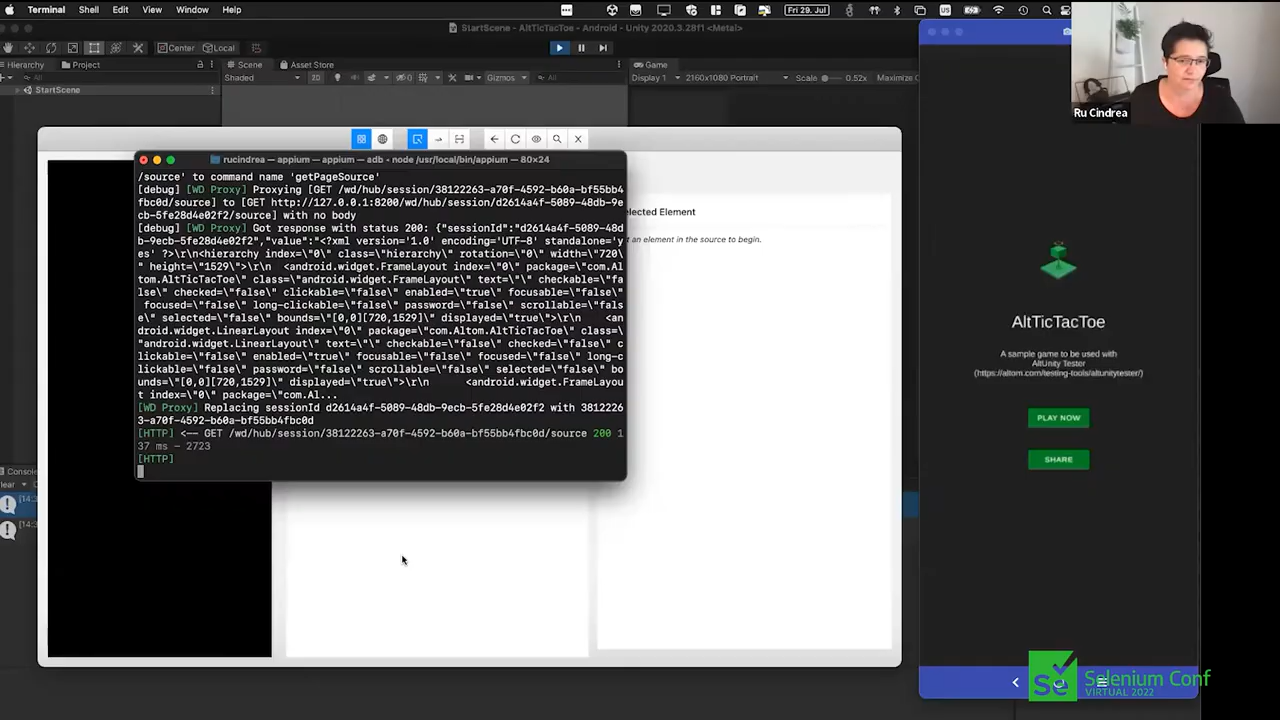 Terminal Shell Edit View Window Help
Fri 29. Jul
StartScene - AltTicTacToe - Android - Unity 2020.3.28f1 <Metal>
Center Local
Hierarchy Project
Scene Asset Store
Game
All
Shaded 2D Gizmos All
Display 1 2160x1080 Portrait Scale 0.52x Maximize
StartScene
Ru Cindrea
rucindrea — appium — appium — adb ◂ node /usr/local/bin/appium — 80×24
/source' to command name 'getPageSource'
[debug] [WD Proxy] Proxying [GET /wd/hub/session/38122263-a70f-4592-b60a-bf55bb4
fbc0d/source] to [GET http://127.0.0.1:8200/wd/hub/session/d2614a4f-5089-48db-9e
cb-5fe28d4e02f2/source] with no body
[debug] [WD Proxy] Got response with status 200: {"sessionId":"d2614a4f-5089-48d
b-9ecb-5fe28d4e02f2","value":"<?xml version='1.0' encoding='UTF-8' standalone='y
es' ?>\r\n<hierarchy index=\"0\" class=\"hierarchy\" rotation=\"0\" width=\"720\
" height=\"1529\">\r\n  <android.widget.FrameLayout index=\"0\" package=\"com.Al
tom.AltTicTacToe\" class=\"android.widget.FrameLayout\" text=\"\" checkable=\"fa
lse\" checked=\"false\" clickable=\"false\" enabled=\"true\" focusable=\"false\"
 focused=\"false\" long-clickable=\"false\" password=\"false\" scrollable=\"fals
e\" selected=\"false\" bounds=\"[0,0][720,1529]\" displayed=\"true\">\r\n    <an
droid.widget.LinearLayout index=\"0\" package=\"com.Altom.AltTicTacToe\" class=\
"android.widget.LinearLayout\" text=\"\" checkable=\"false\" checked=\"false\" c
lickable=\"false\" enabled=\"true\" focusable=\"false\" focused=\"false\" long-c
lickable=\"false\" password=\"false\" scrollable=\"false\" selected=\"false\" bo
unds=\"[0,0][720,1529]\" displayed=\"true\">\r\n      <android.widget.FrameLayou
t index=\"0\" package=\"com.Al...
[WD Proxy] Replacing sessionId d2614a4f-5089-48db-9ecb-5fe28d4e02f2 with 3812226
3-a70f-4592-b60a-bf55bb4fbc0d
[HTTP] <-- GET /wd/hub/session/38122263-a70f-4592-b60a-bf55bb4fbc0d/source 200 1
37 ms - 2723
[HTTP]
elected Element
t an element in the source to begin.
Console
lear
[14:3
[14:3
AltTicTacToe
A sample game to be used with
AltUnity Tester
(https://altom.com/testing-tools/altunitytester/)
PLAY NOW
SHARE
Se Selenium Conf
VIRTUAL 2022